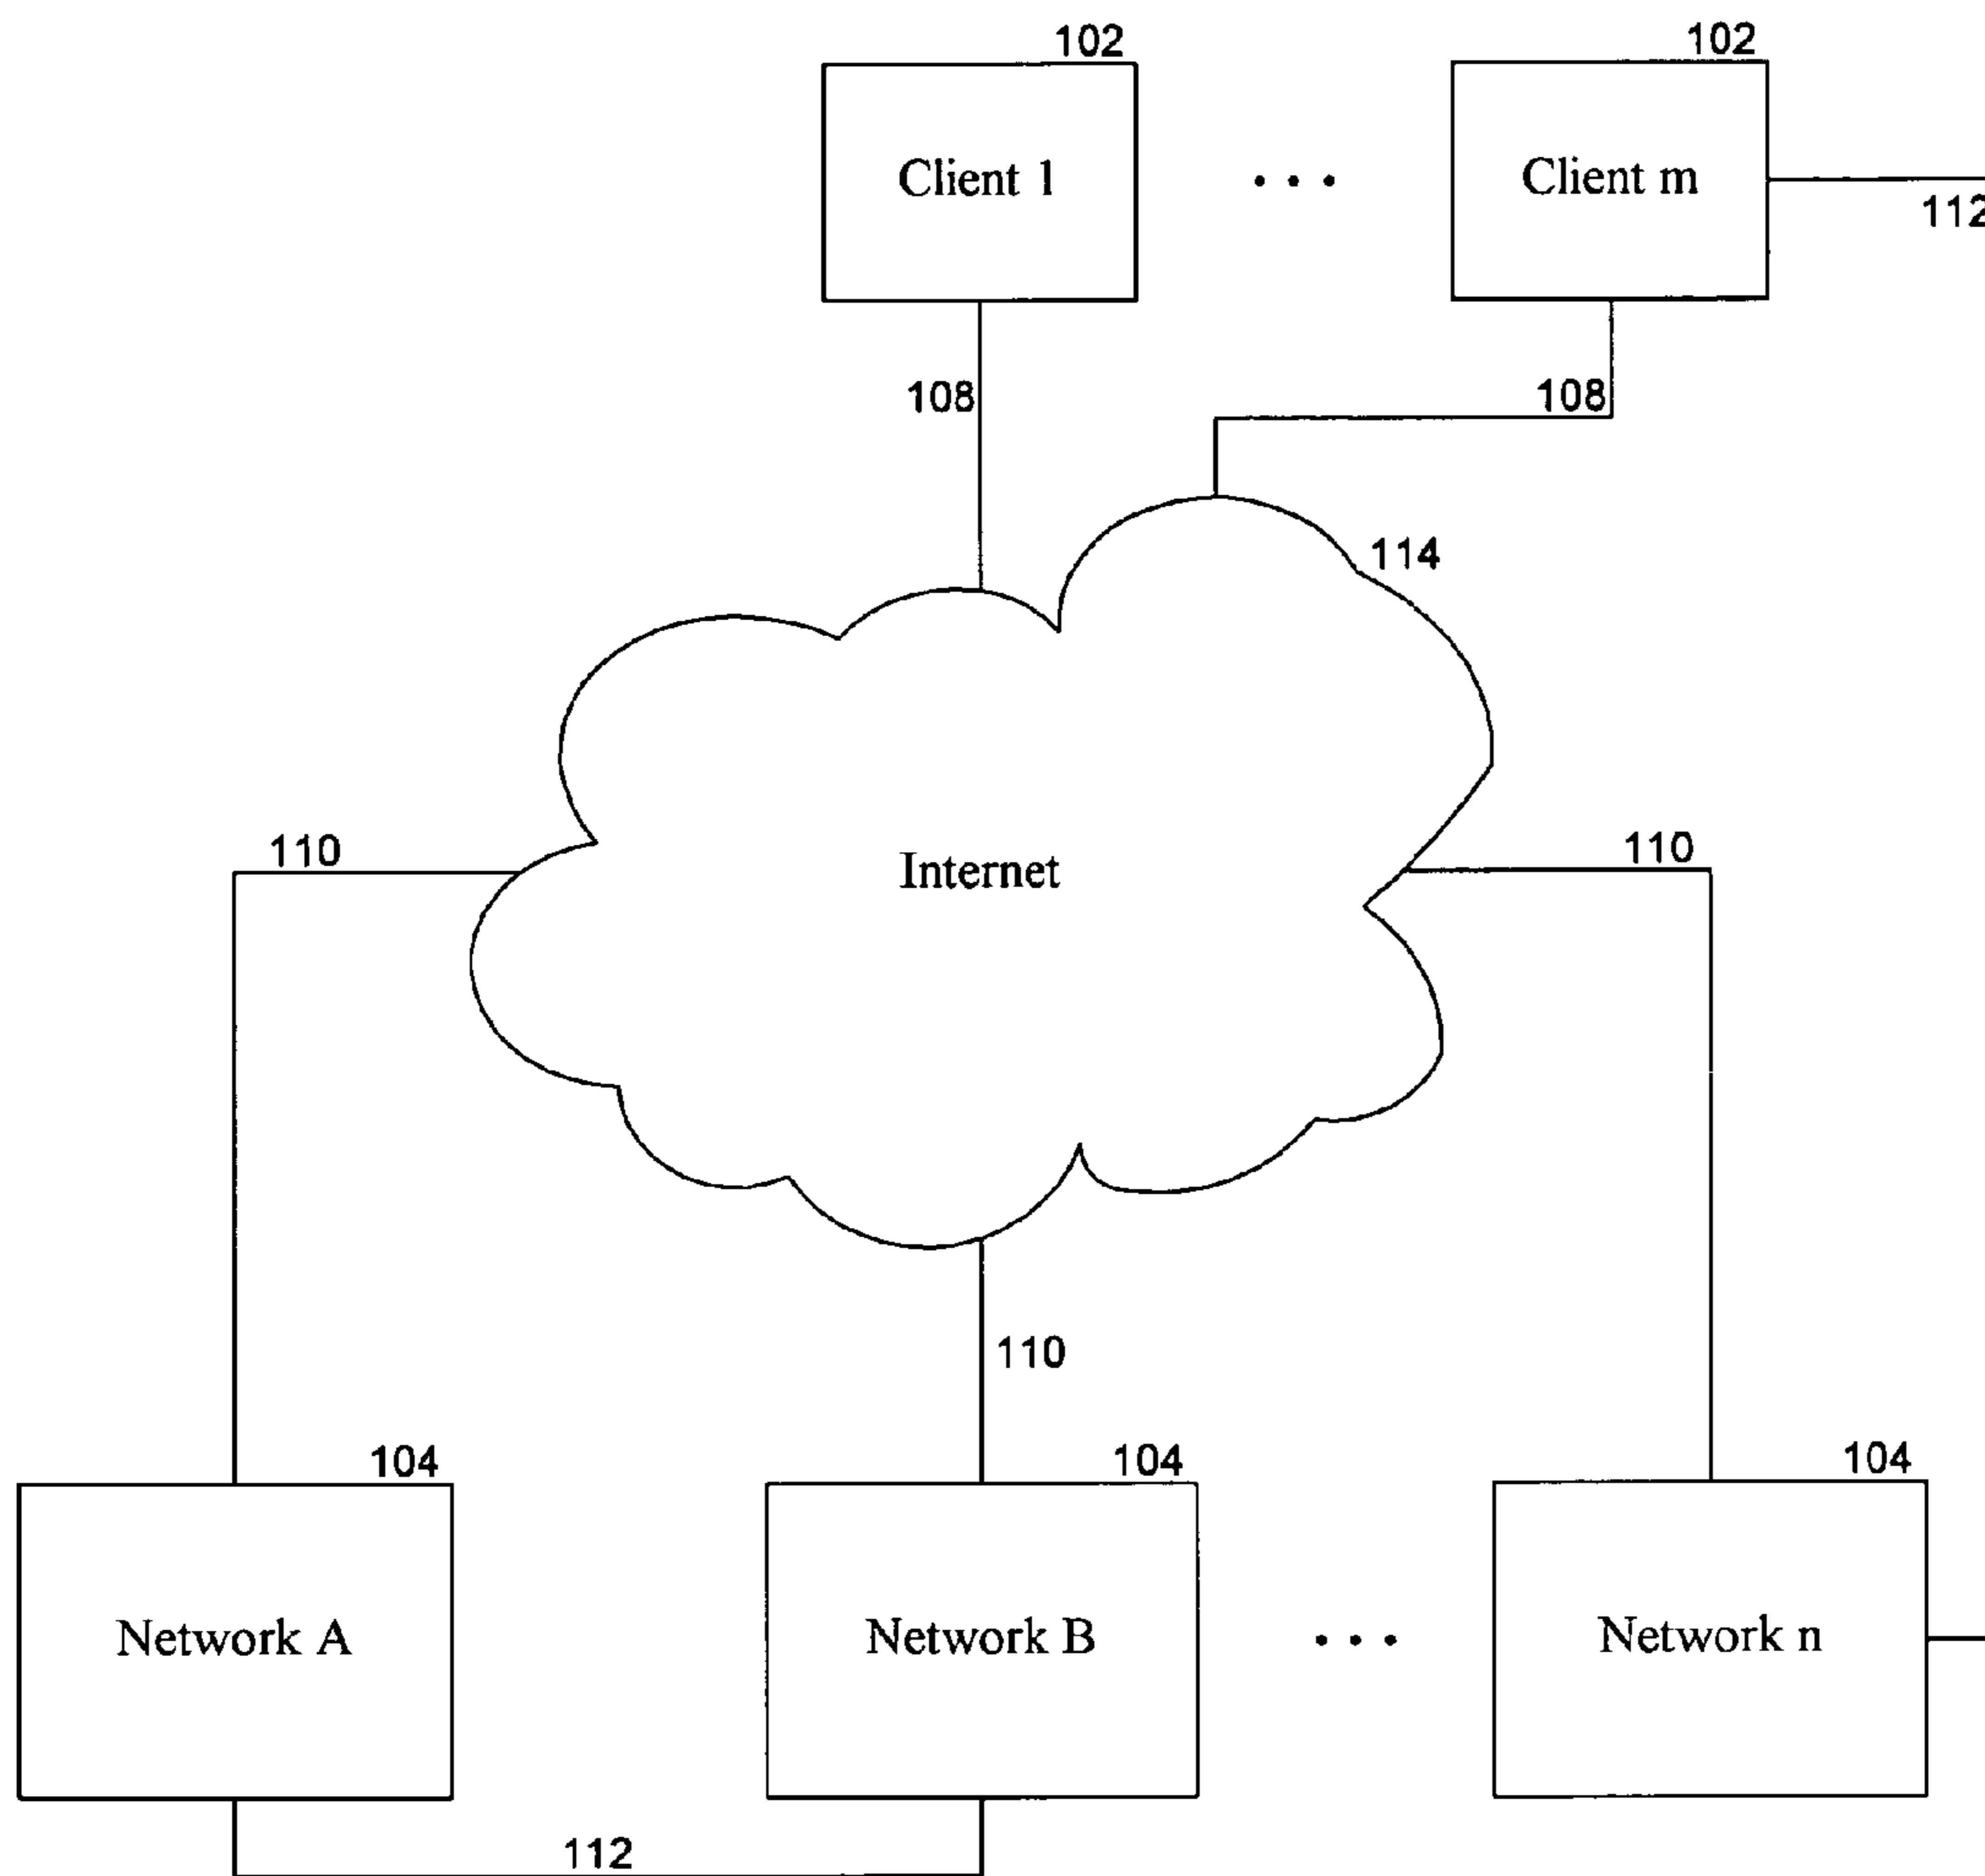 102
102
Client 1
. . .
Client m
112
108
108
114
110
Internet
110
110
104
104
104
Network A
Network B
. . .
Network n
112